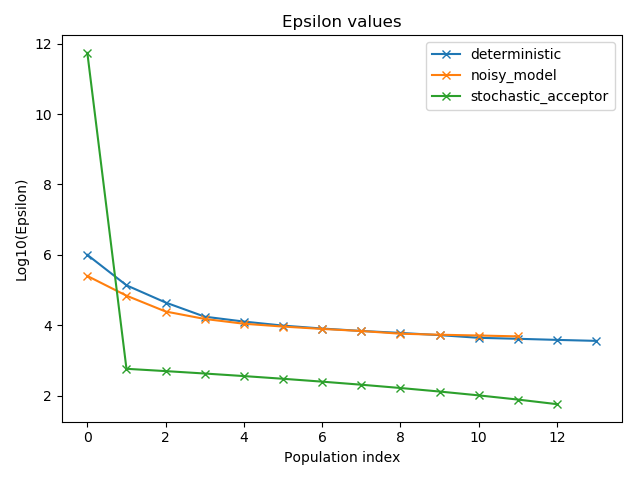 Epsilon values
deterministic
noisy_model
stochastic_acceptor
Log10(Epsilon)
12
10
8
6
4
2
0 2 4 6 8 10 12
Population index